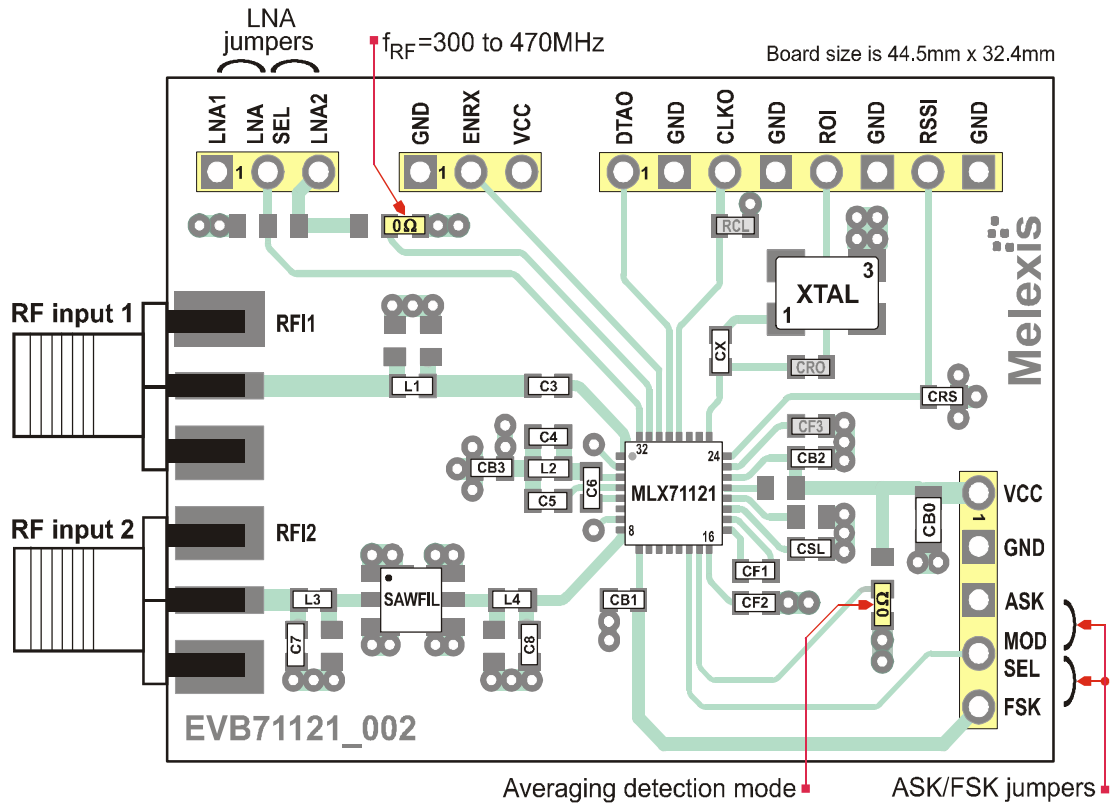 LNA
jumpers
fRF=300 to 470MHz
Board size is 44.5mm x 32.4mm
LNA1
LNA
SEL
LNA2
GND
ENRX
VCC
DTAO
GND
CLKO
GND
ROI
GND
RSSI
GND
1
1
1
0Ω
RCL
Melexis
XTAL
3
1
RF input 1
RFI1
CX
CRO
L1
C3
CRS
C4
CF3
CB3
L2
C6
C5
32
24
MLX71121
8
16
CB2
VCC
1
CB0
RF input 2
RFI2
CSL
GND
CF1
SAWFIL
L3
L4
CB1
CF2
0Ω
ASK
C7
C8
MOD
SEL
FSK
EVB71121_002
Averaging detection mode
ASK/FSK jumpers